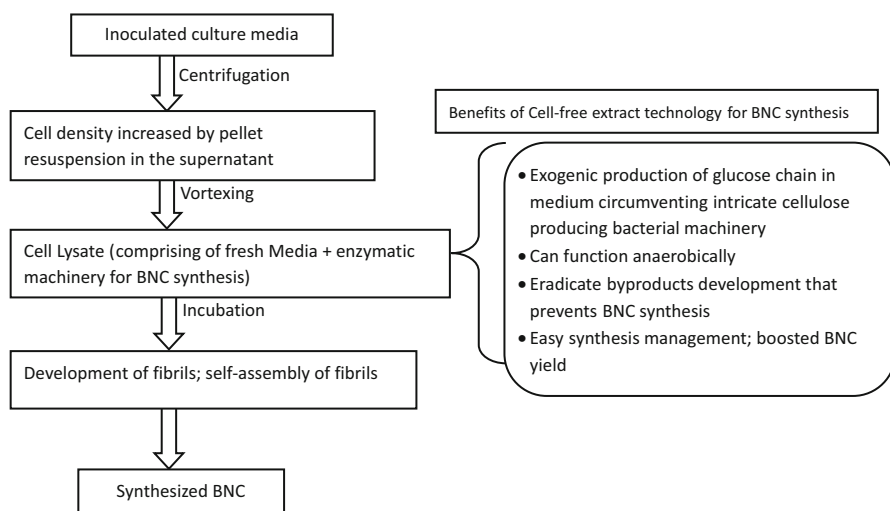 Inoculated culture media
Centrifugation
Cell density increased by pellet
resuspension in the supernatant
Vortexing
Cell Lysate (comprising of fresh Media + enzymatic
machinery for BNC synthesis)
Incubation
Development of fibrils; self-assembly of fibrils
Synthesized BNC
Benefits of Cell-free extract technology for BNC synthesis
• Exogenic production of glucose chain in
medium circumventing intricate cellulose
producing bacterial machinery
• Can function anaerobically
• Eradicate byproducts development that
prevents BNC synthesis
• Easy synthesis management; boosted BNC
yield